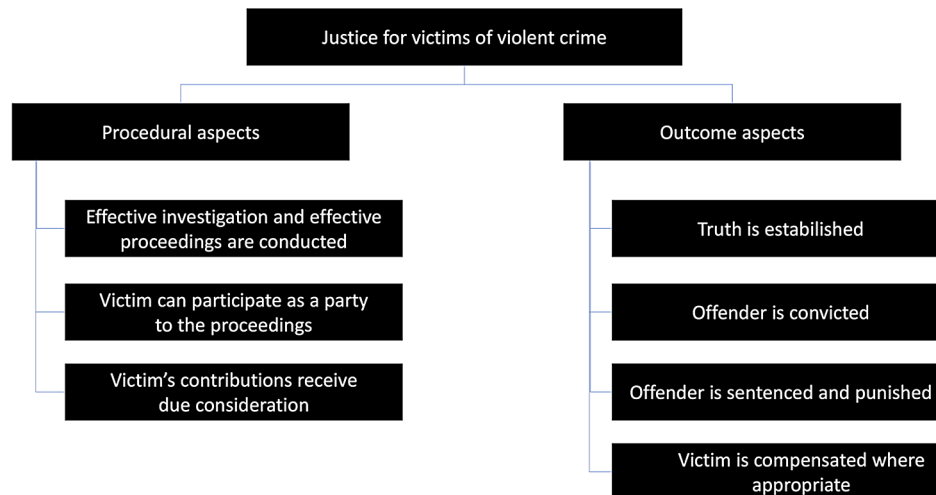 Justice for victims of violent crime
Procedural aspects
Effective investigation and effective
proceedings are conducted
Victim can participate as a party
to the proceedings
Victim's contributions receive
due consideration
Outcome aspects
Truth is estabilished
Offender is convicted
Offender is sentenced and punished
Victim is compensated where
appropriate